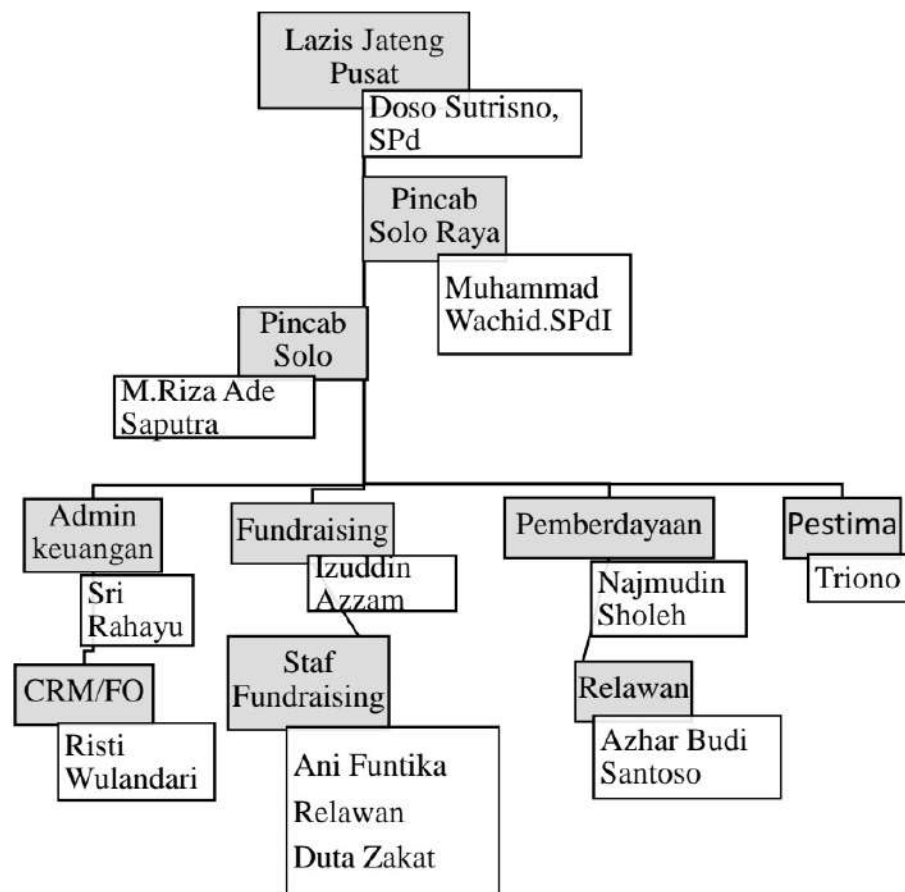 Lazis Jateng
Pusat
Doso Sutrisno,
SPd
Pincab
Solo Raya
Muhammad
Wachid.SPdI
Pincab
Solo
M.Riza Ade
Saputra
Admin
keuangan
Sri
Rahayu
CRM/FO
Risti
Wulandari
Fundraising
Izuddin
Azzam
Staf
Fundraising
Ani Funtika
Relawan
Duta Zakat
Pemberdayaan
Najmudin
Sholeh
Relawan
Azhar Budi
Santoso
Pestima
Triono